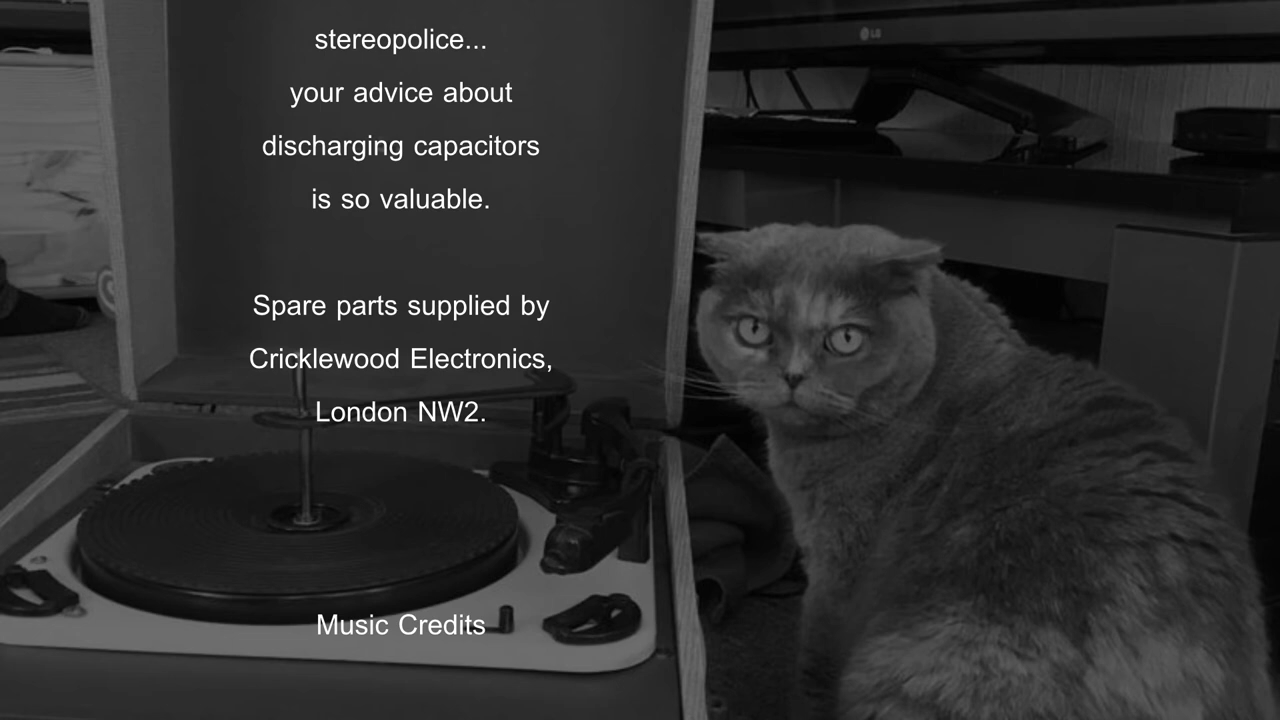 stereopolice...
your advice about
discharging capacitors
is so valuable.
Spare parts supplied by
Cricklewood Electronics,
London NW2.
Music Credits
LG